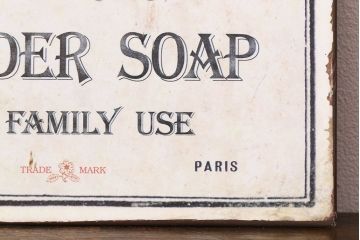 DER SOAP
FAMILY USE
TRADE MARK
PARIS